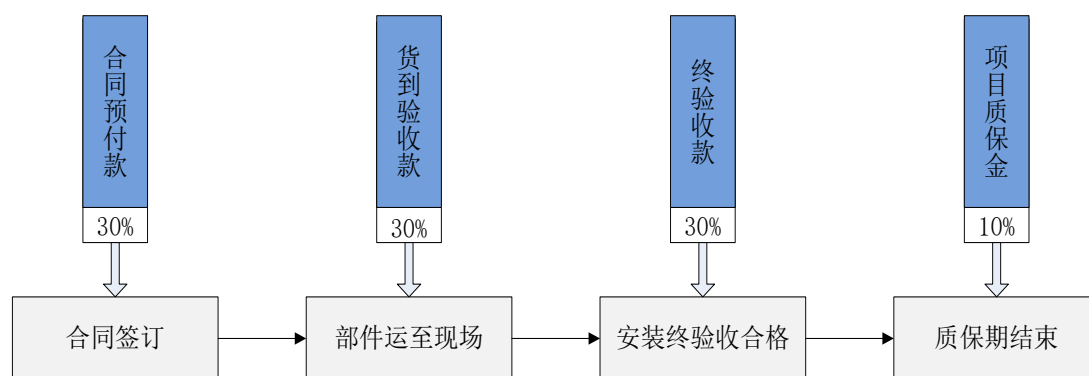 合同预付款
货到验收款
终验收款
项目质保金
30%
30%
30%
10%
合同签订
部件运至现场
安装终验收合格
质保期结束